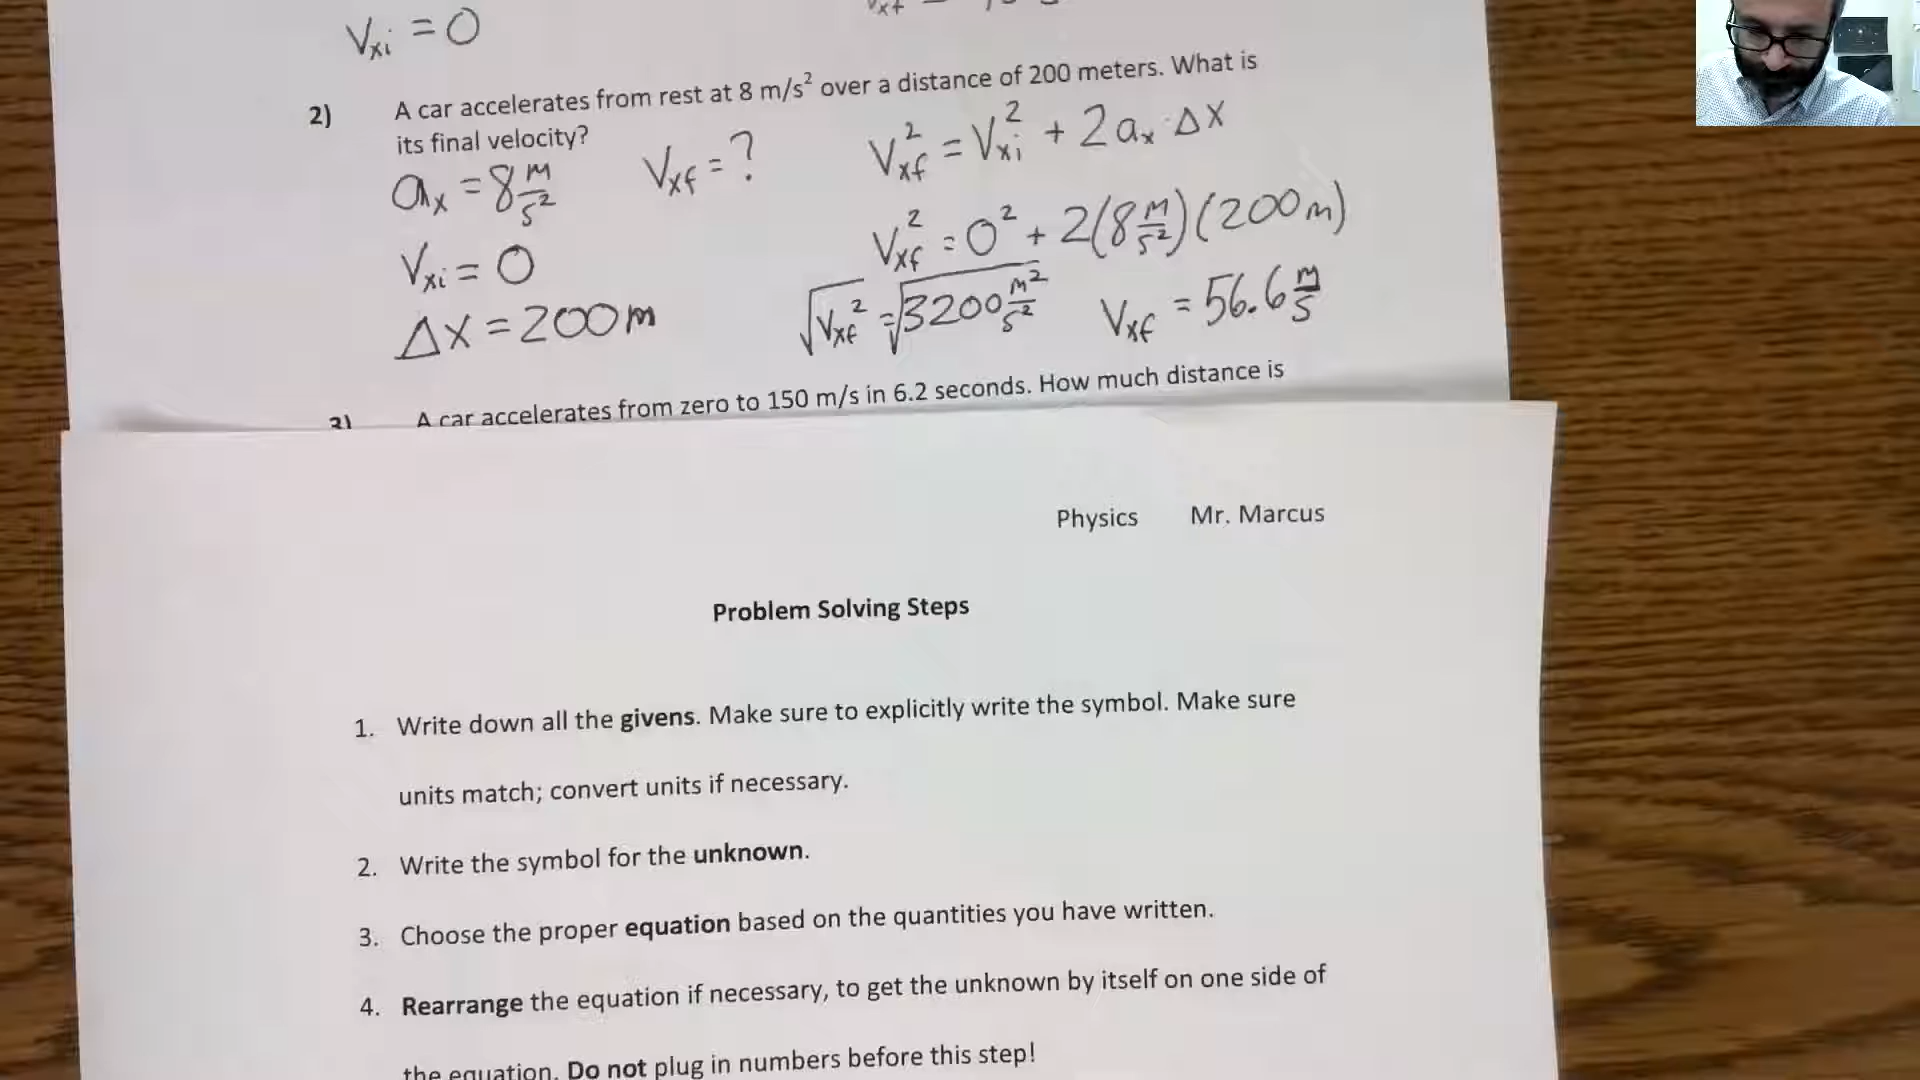 Vxi = 0
2) A car accelerates from rest at 8 m/s² over a distance of 200 meters. What is
its final velocity?
ax = 8 m/s²
Vxf = ?
Vxf² = Vxi² + 2ax · Δx
Vxi = 0
Vxf² = 0² + 2(8 m/s²)(200m)
Δx = 200m
√Vxf² = √3200 m²/s²
Vxf = 56.6 m/s
A car accelerates from zero to 150 m/s in 6.2 seconds. How much distance is
Physics Mr. Marcus
Problem Solving Steps
1. Write down all the givens. Make sure to explicitly write the symbol. Make sure
units match; convert units if necessary.
2. Write the symbol for the unknown.
3. Choose the proper equation based on the quantities you have written.
4. Rearrange the equation if necessary, to get the unknown by itself on one side of
the equation. Do not plug in numbers before this step!